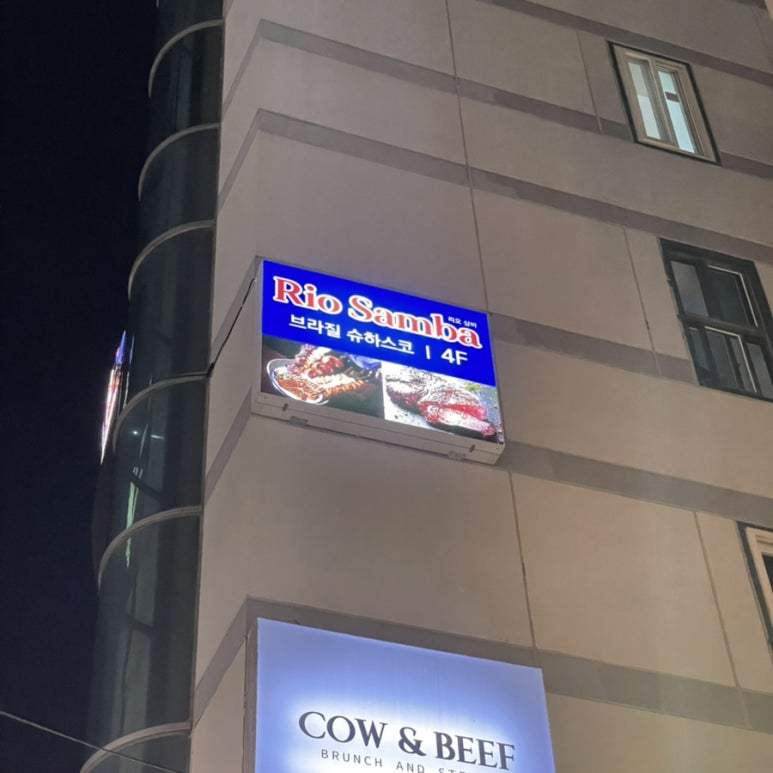 Rio Samba
리오 삼바
브라질 슈하스코 | 4F
COW & BEEF
BRUNCH AND